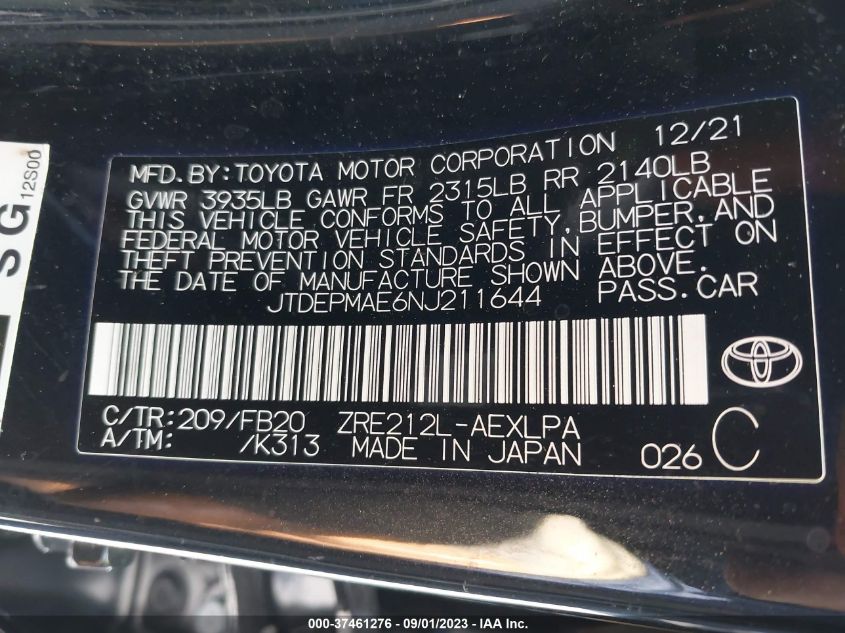 SG
12S00
MFD.BY:TOYOTA MOTOR CORPORATION 12/21
GVWR 3935LB GAWR FR 2315LB RR 2140LB
THIS VEHICLE CONFORMS TO ALL APPLICABLE
FEDERAL MOTOR VEHICLE SAFETY,BUMPER,AND
THEFT PREVENTION STANDARDS IN EFFECT ON
THE DATE OF MANUFACTURE SHOWN ABOVE.
JTDEPMAE6NJ211644 PASS.CAR
C/TR:209/FB20 ZRE212L-AEXLPA
A/TM: /K313 MADE IN JAPAN 026 C
000-37461276 - 09/01/2023 - IAA Inc.